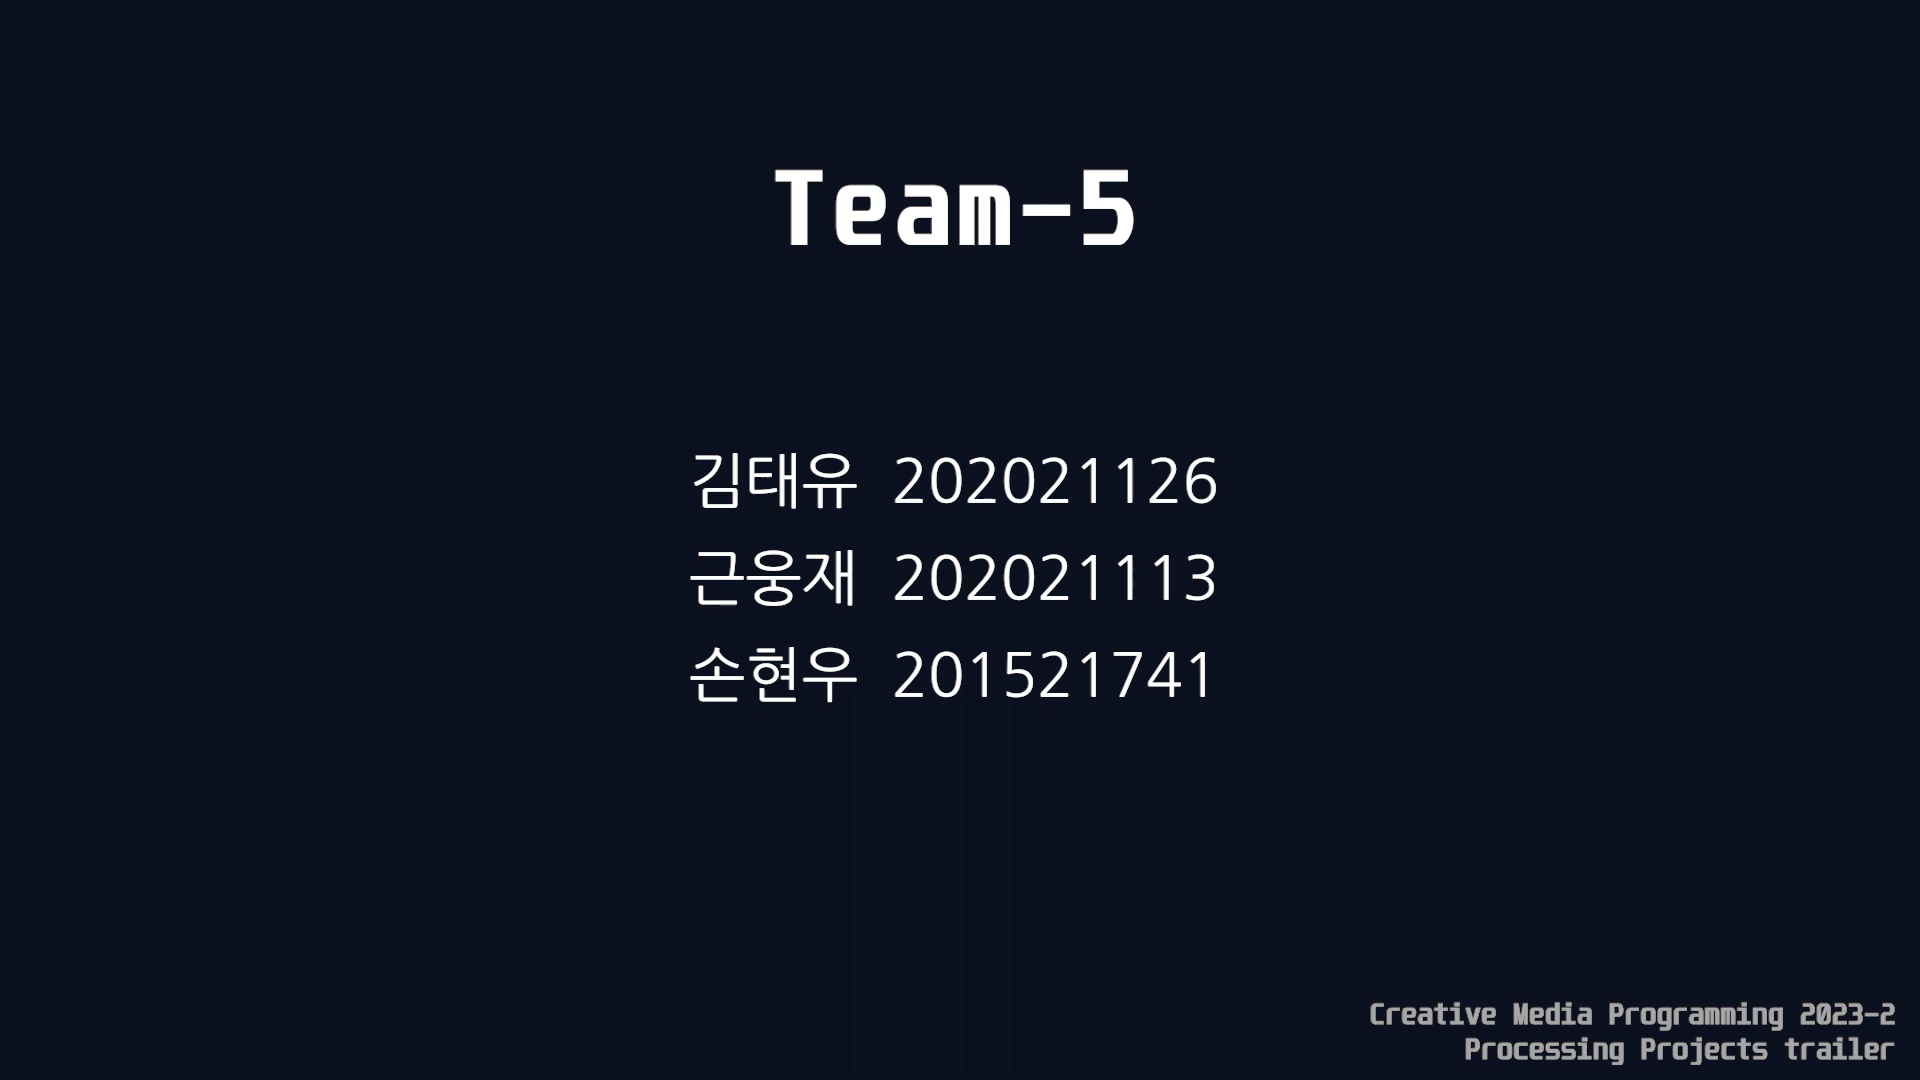 Team-5
김태유 202021126
근웅재 202021113
손현우 201521741
Creative Media Programming 2023-2
Processing Projects trailer